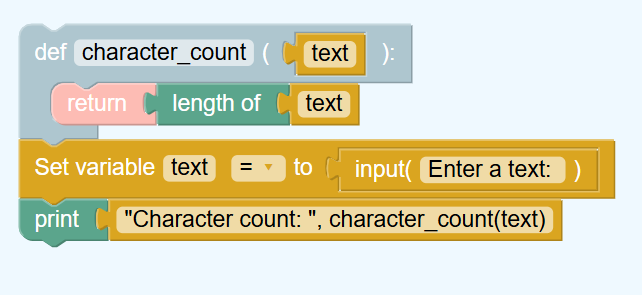 def character_count ( text ):
return length of text
Set variable text = to input( Enter a text: )
print "Character count: ", character_count(text)